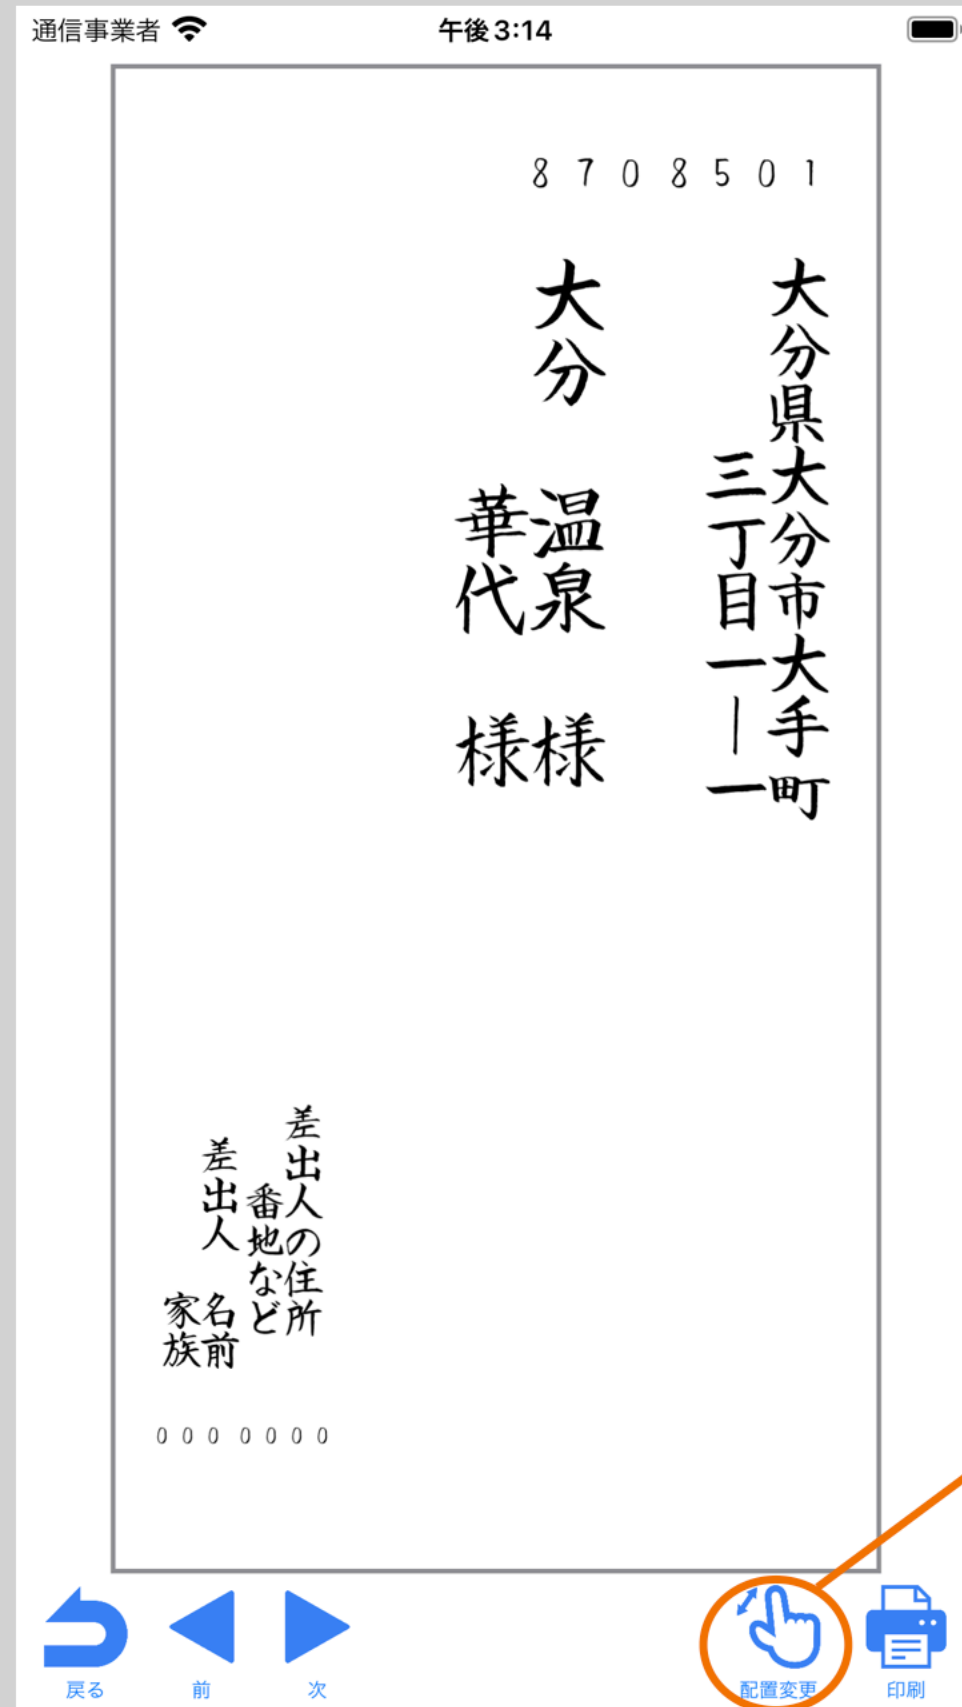 通信事業者
午後3:14
8708501
大分県大分市大手町
三丁目一｜一
大分 温泉 様
華代 様
差出人の住所
番地など
差出人 名前
家族
0000000
戻る
前
次
配置変更
印刷